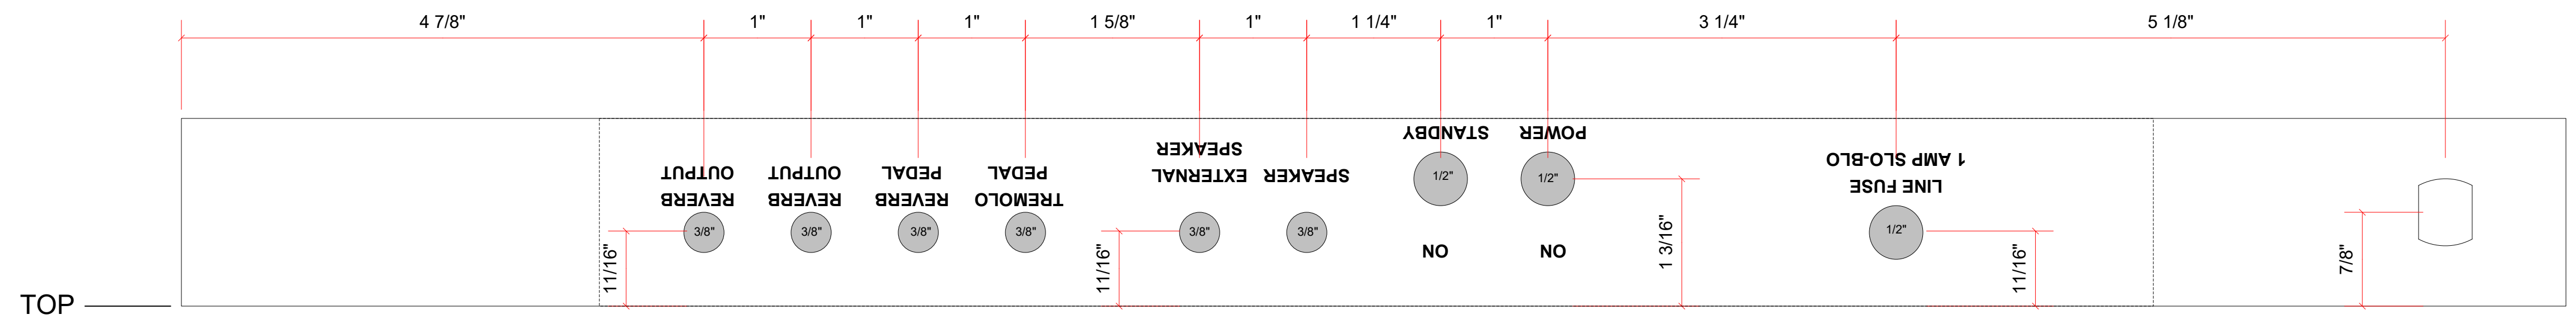 4 7/8"
1"
1"
1"
1 5/8"
1"
1 1/4"
1"
3 1/4"
5 1/8"
REVERB
OUTPUT
REVERB
OUTPUT
REVERB
PEDAL
TREMOLO
PEDAL
EXTERNAL
SPEAKER
SPEAKER
STANDBY
POWER
LINE FUSE
1 AMP SLO-BLO
3/8"
3/8"
3/8"
3/8"
3/8"
3/8"
1/2"
1/2"
1/2"
ON
ON
11/16"
11/16"
1 3/16"
11/16"
7/8"
TOP